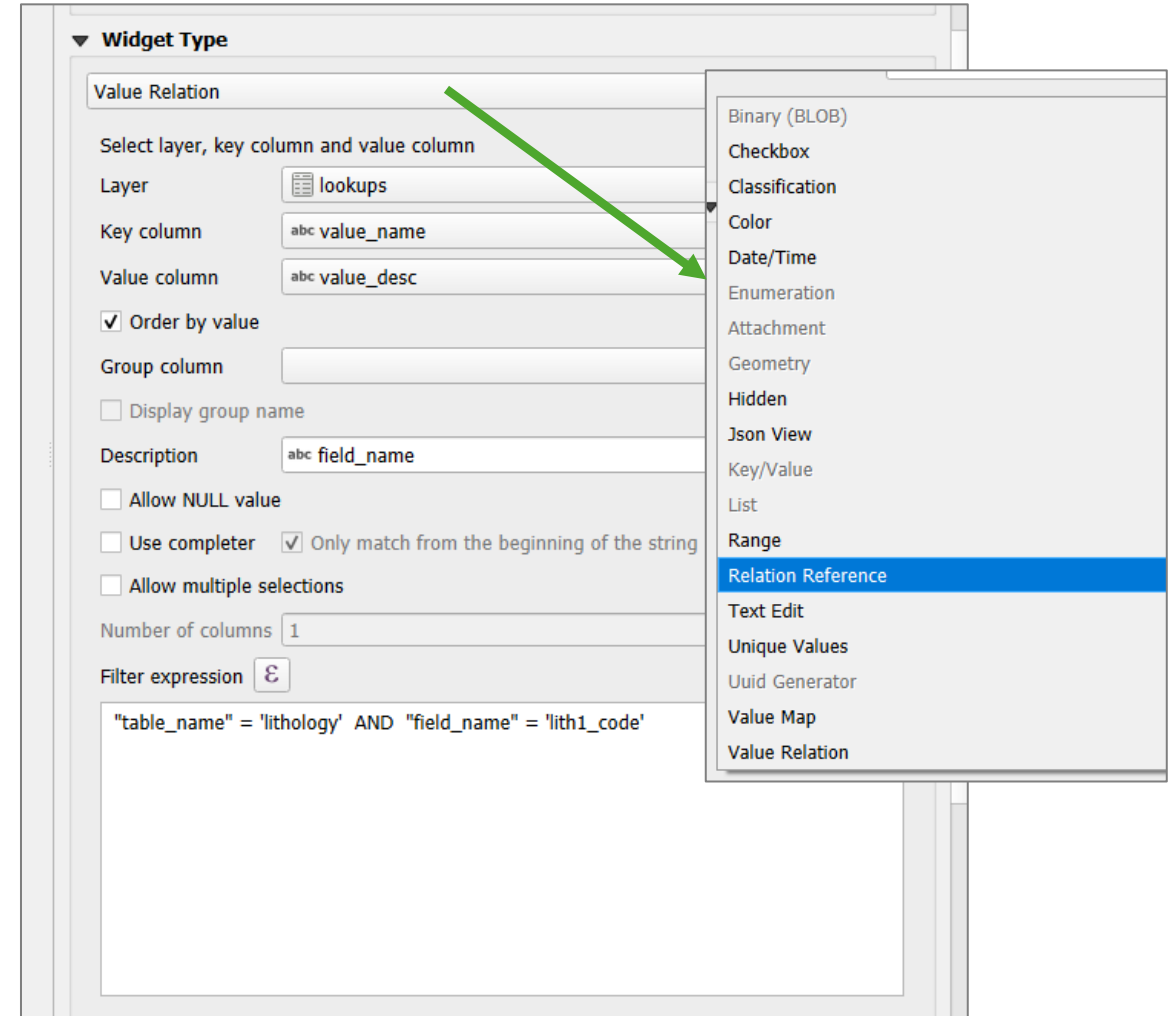 Widget Type
Value Relation
Select layer, key column and value column
Layer
lookups
Key column
abc value_name
Value column
abc value_desc
Order by value
Group column
Display group name
Description
abc field_name
Allow NULL value
Use completer
Only match from the beginning of the string
Allow multiple selections
Number of columns
1
Filter expression
ε
"table_name" = 'lithology' AND "field_name" = 'lith1_code'
Binary (BLOB)
Checkbox
Classification
Color
Date/Time
Enumeration
Attachment
Geometry
Hidden
Json View
Key/Value
List
Range
Relation Reference
Text Edit
Unique Values
Uuid Generator
Value Map
Value Relation